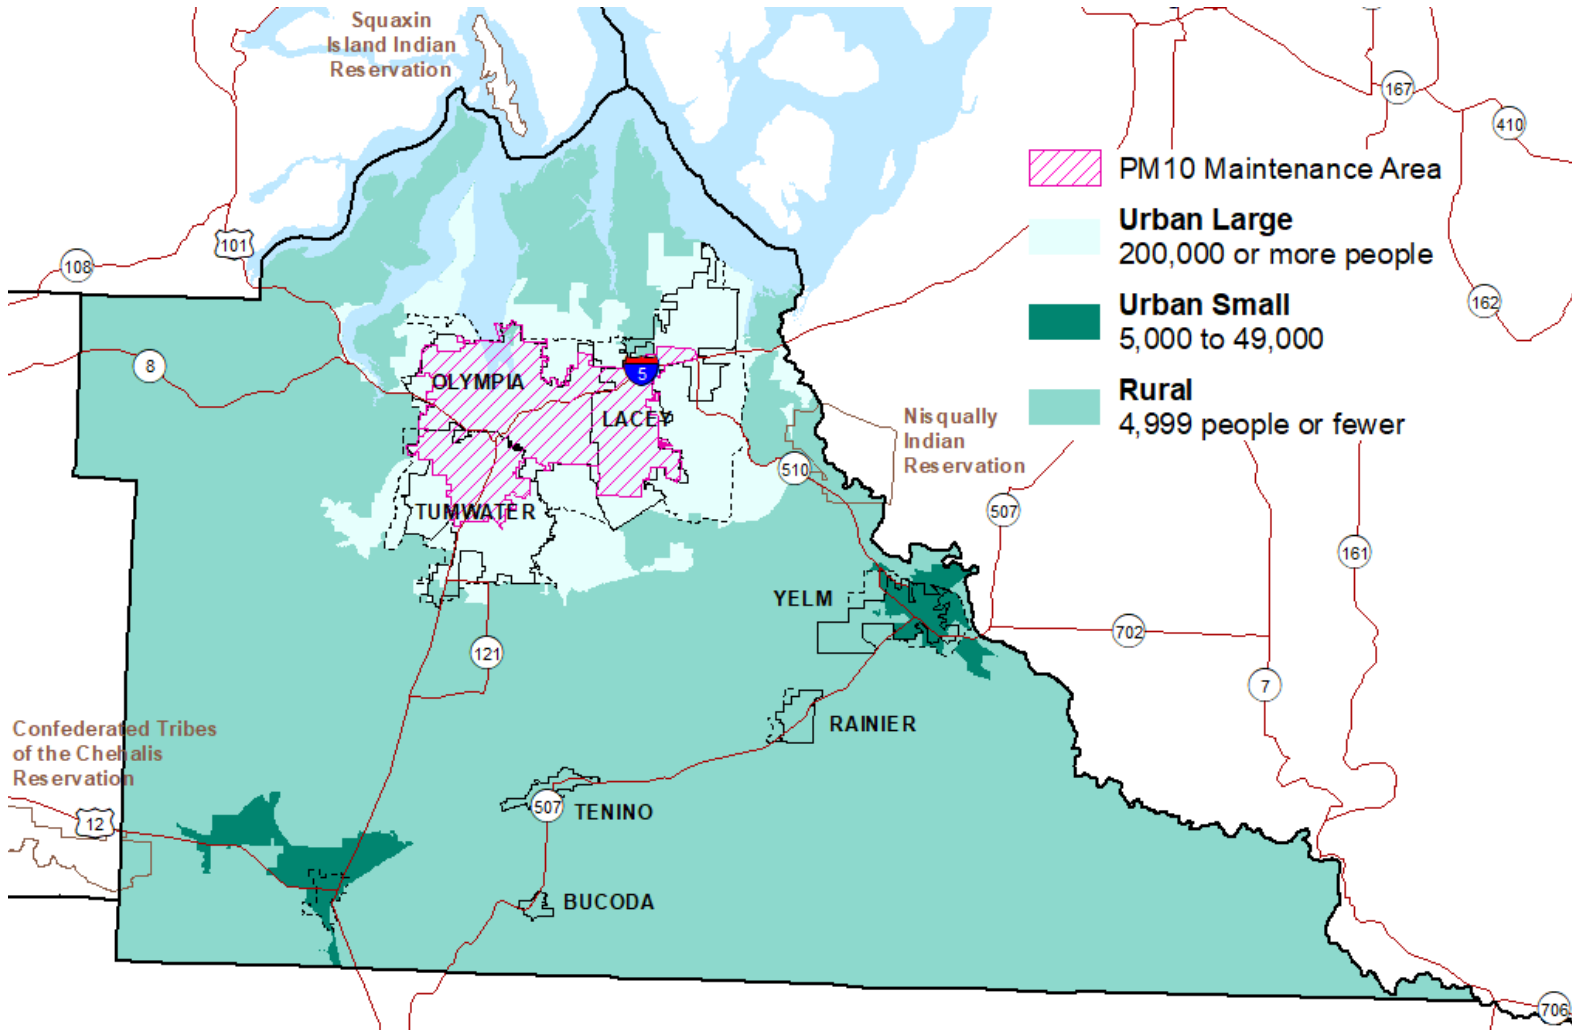 Squaxin
Island Indian
Reservation
167
410
PM10 Maintenance Area
Urban Large
200,000 or more people
101
108
162
Urban Small
5,000 to 49,000
8
5
OLYMPIA
Rural
4,999 people or fewer
LACEY
Nisqually
Indian
Reservation
510
TUMWATER
507
161
YELM
702
121
7
Confederated Tribes
of the Chehalis
Reservation
RAINIER
12
507
TENINO
BUCODA
706